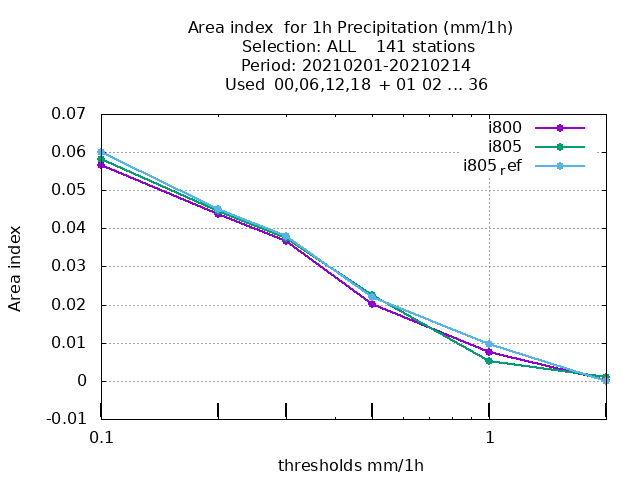 Area index  for 1h Precipitation (mm/1h)
Selection: ALL    141 stations
Period: 20210201-20210214
Used  00,06,12,18 + 01 02 ... 36
0.07
0.06
0.05
0.04
0.03
0.02
0.01
0
-0.01
Area index
i800
i805
i805_ref
0.1
1
thresholds mm/1h